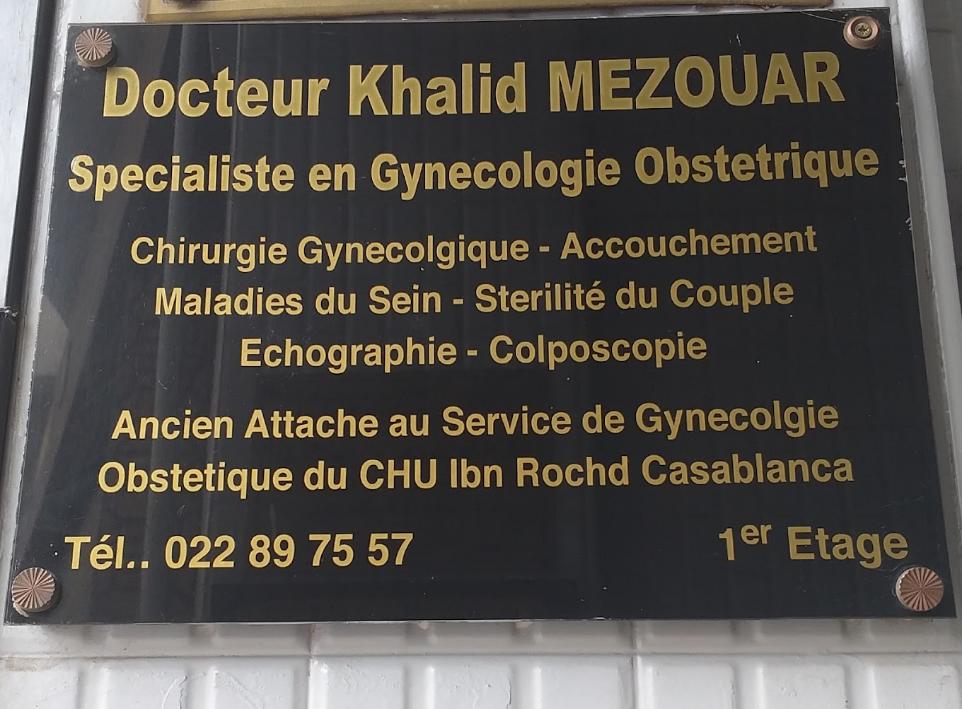 Docteur Khalid MEZOUAR
Specialiste en Gynecologie Obstetrique
Chirurgie Gynecolgique - Accouchement
Maladies du Sein - Sterilité du Couple
Echographie - Colposcopie
Ancien Attache au Service de Gynecolgie
Obstetique du CHU Ibn Rochd Casablanca
Tél.. 022 89 75 57
1er Etage